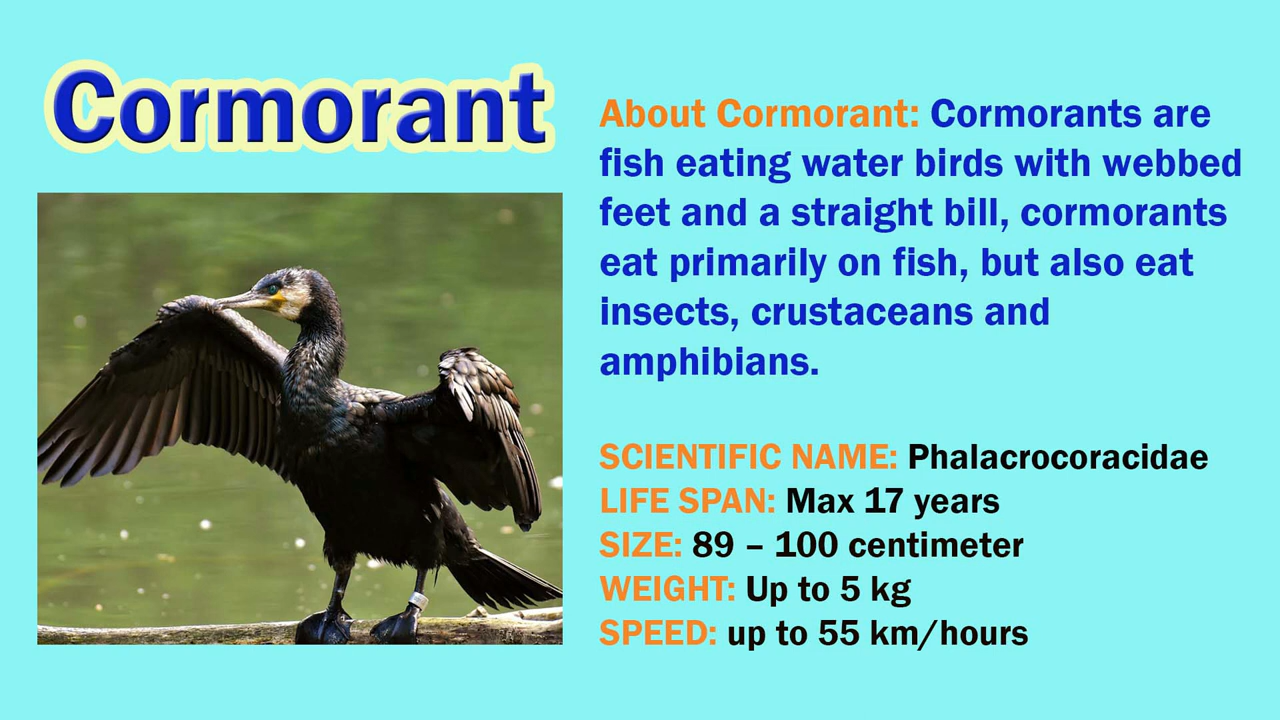 Cormorant
About Cormorant: Cormorants are
fish eating water birds with webbed
feet and a straight bill, cormorants
eat primarily on fish, but also eat
insects, crustaceans and
amphibians.
SCIENTIFIC NAME: Phalacrocoracidae
LIFE SPAN: Max 17 years
SIZE: 89 – 100 centimeter
WEIGHT: Up to 5 kg
SPEED: up to 55 km/hours